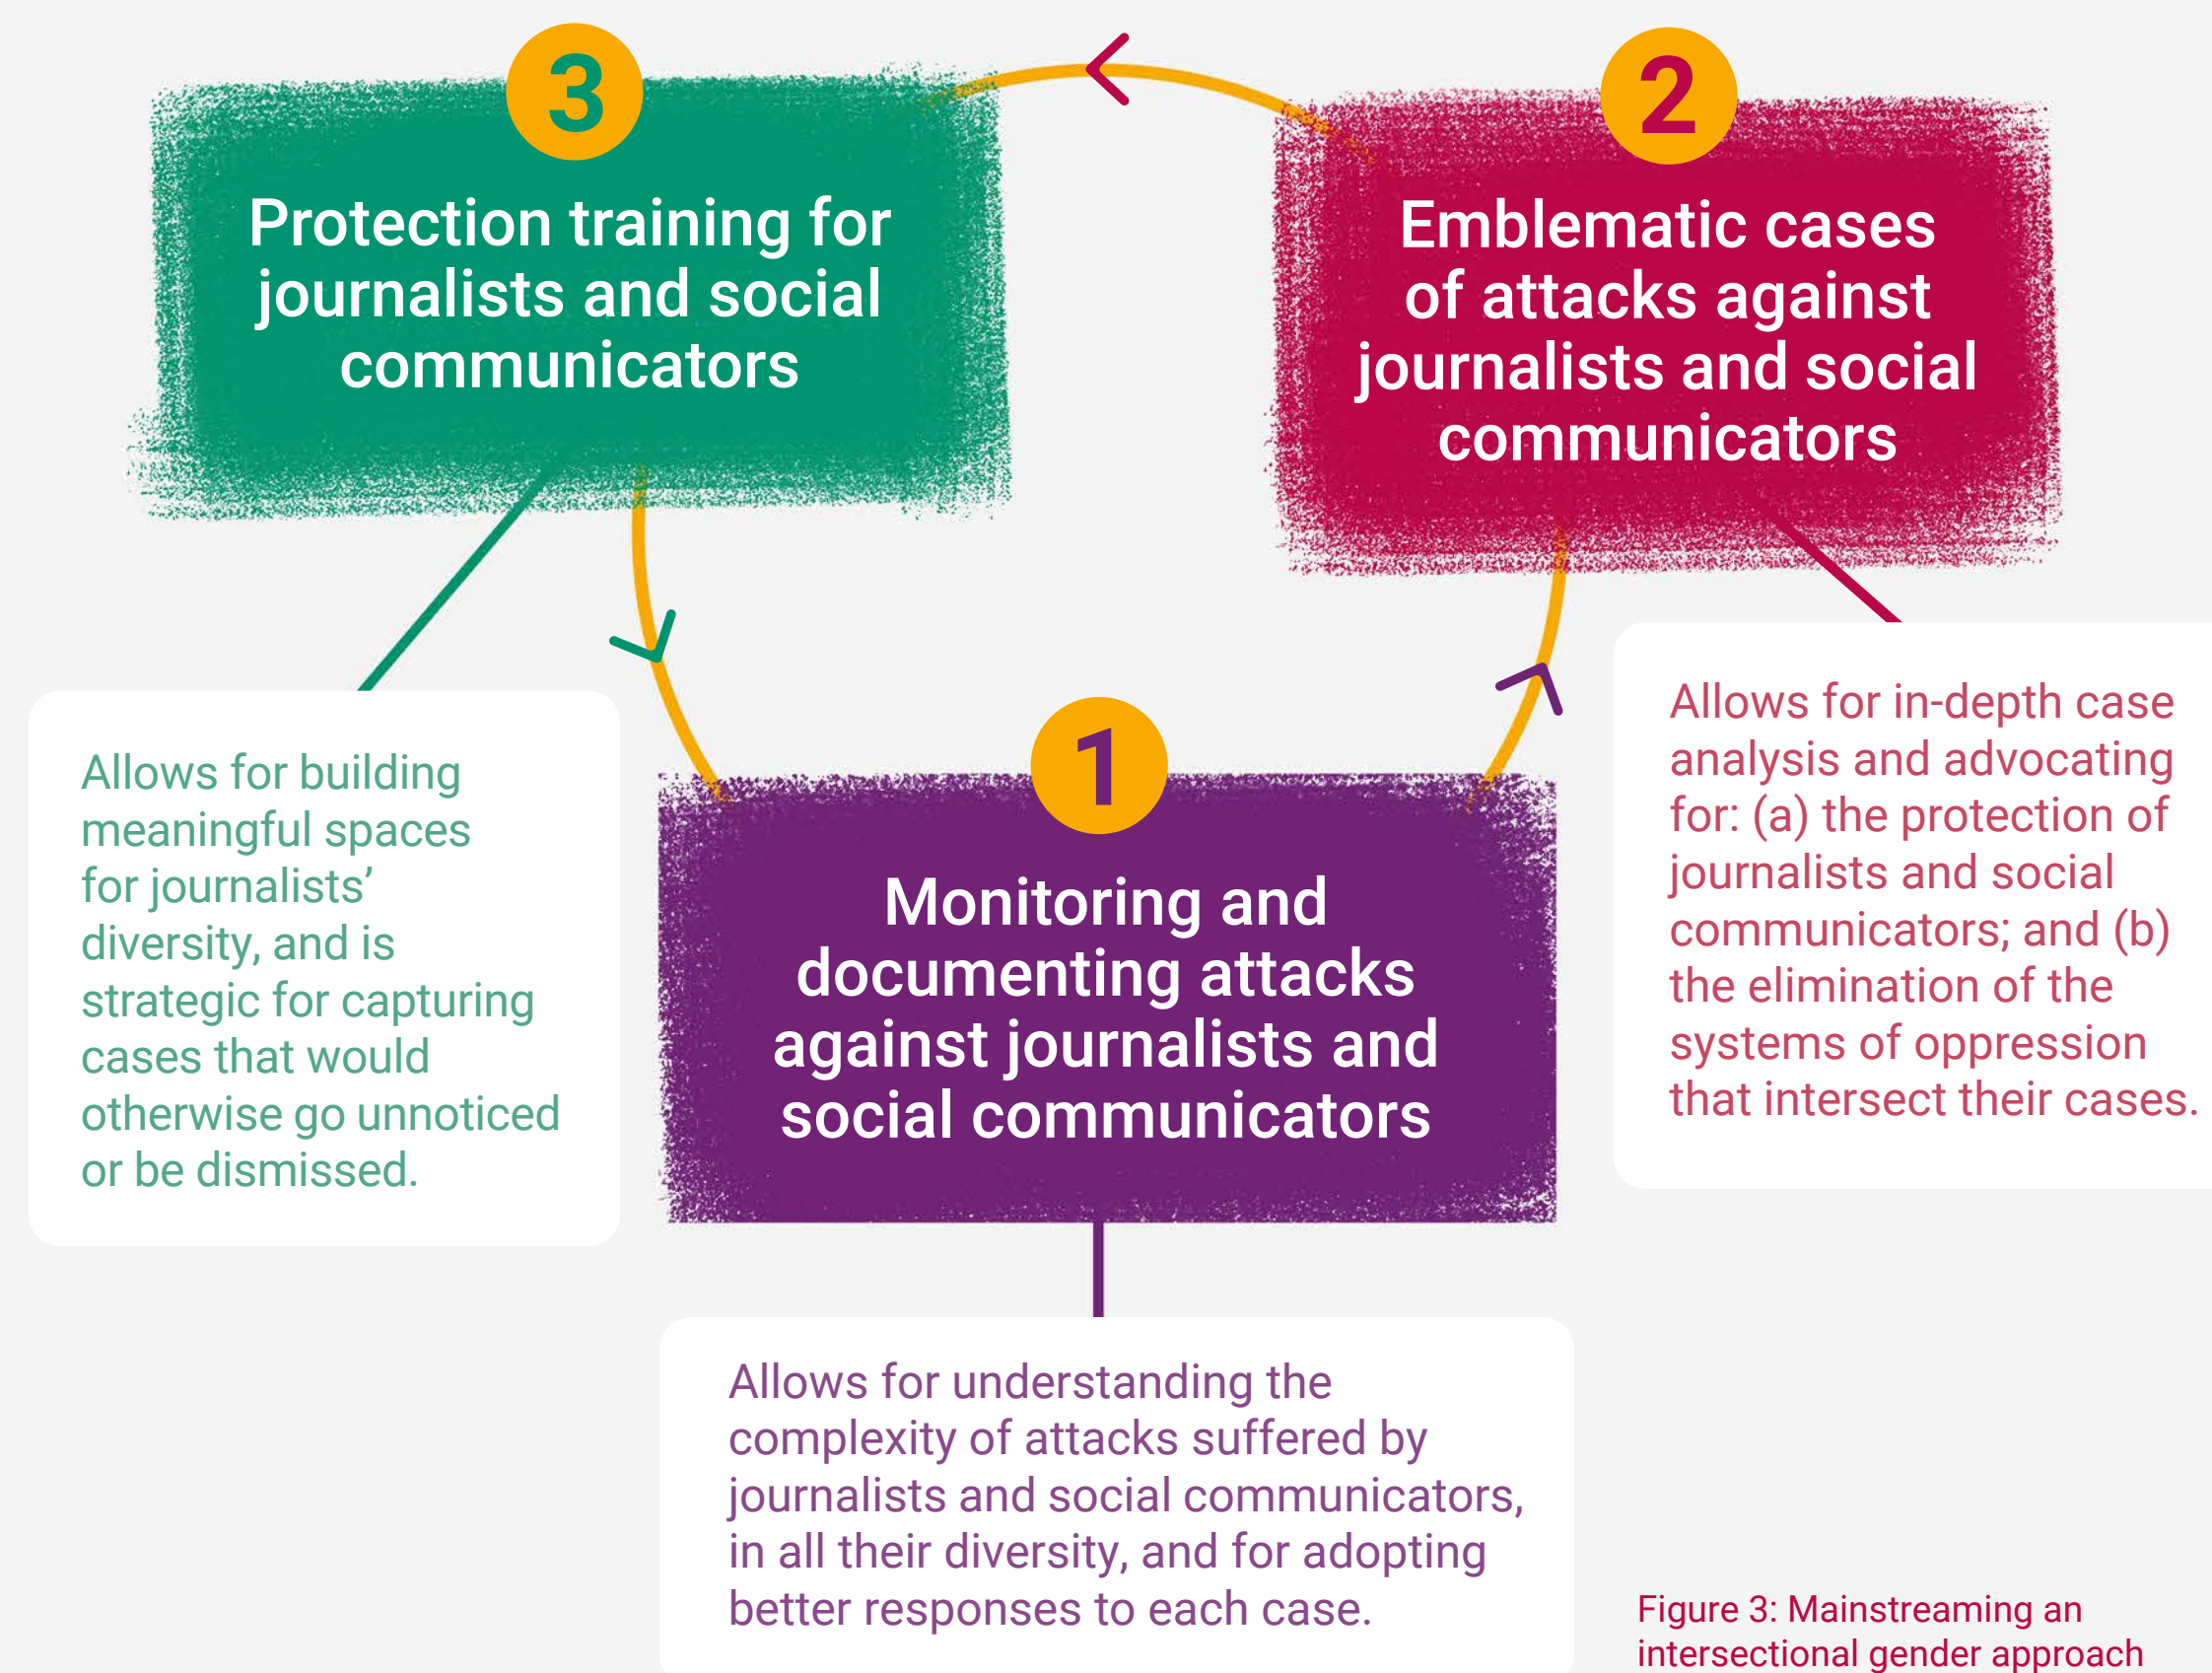 3
Protection training for
journalists and social
communicators
2
Emblematic cases
of attacks against
journalists and social
communicators
Allows for building
meaningful spaces
for journalists’
diversity, and is
strategic for capturing
cases that would
otherwise go unnoticed
or be dismissed.
1
Monitoring and
documenting attacks
against journalists and
social communicators
Allows for in-depth case
analysis and advocating
for: (a) the protection of
journalists and social
communicators; and (b)
the elimination of the
systems of oppression
that intersect their cases.
Allows for understanding the
complexity of attacks suffered by
journalists and social communicators,
in all their diversity, and for adopting
better responses to each case.
Figure 3: Mainstreaming an
intersectional gender approach